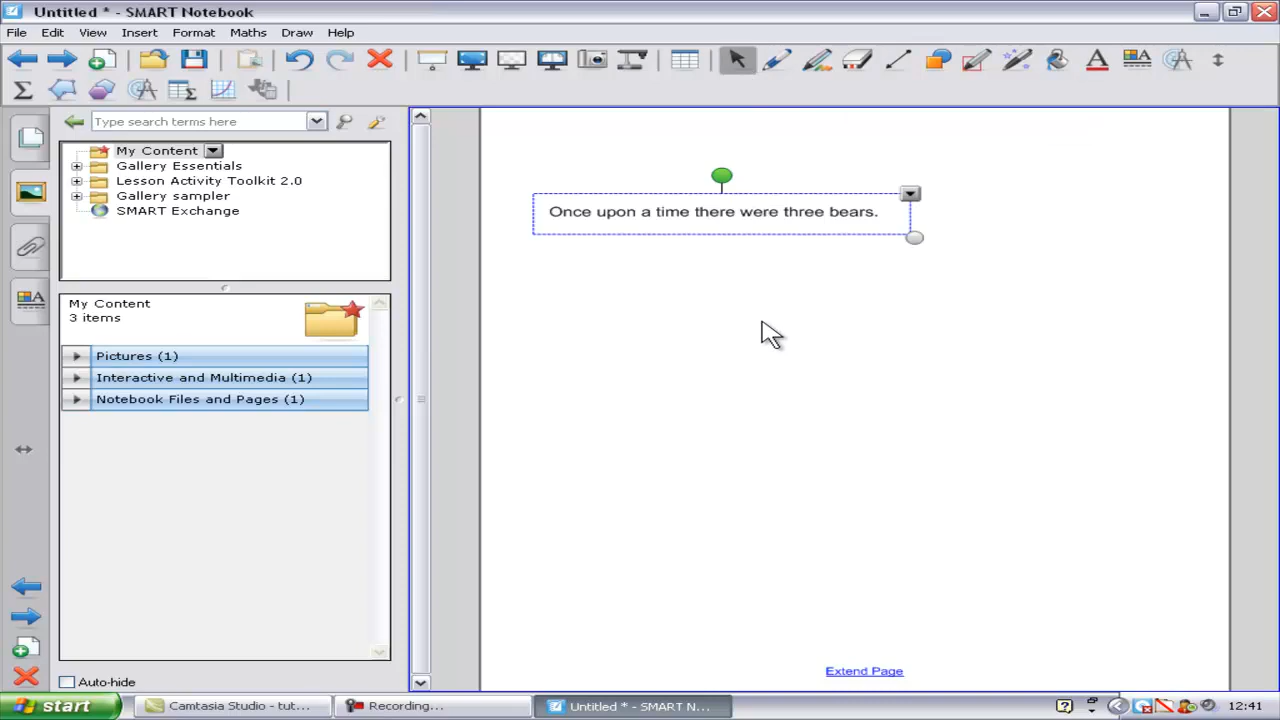 Untitled * - SMART Notebook
File Edit View Insert Format Maths Draw Help
Type search terms here
My Content
Gallery Essentials
Lesson Activity Toolkit 2.0
Gallery sampler
SMART Exchange
My Content
3 items
Pictures (1)
Interactive and Multimedia (1)
Notebook Files and Pages (1)
Auto-hide
Once upon a time there were three bears.
Extend Page
start
Camtasia Studio - tut...
Recording...
Untitled * - SMART N...
12:41